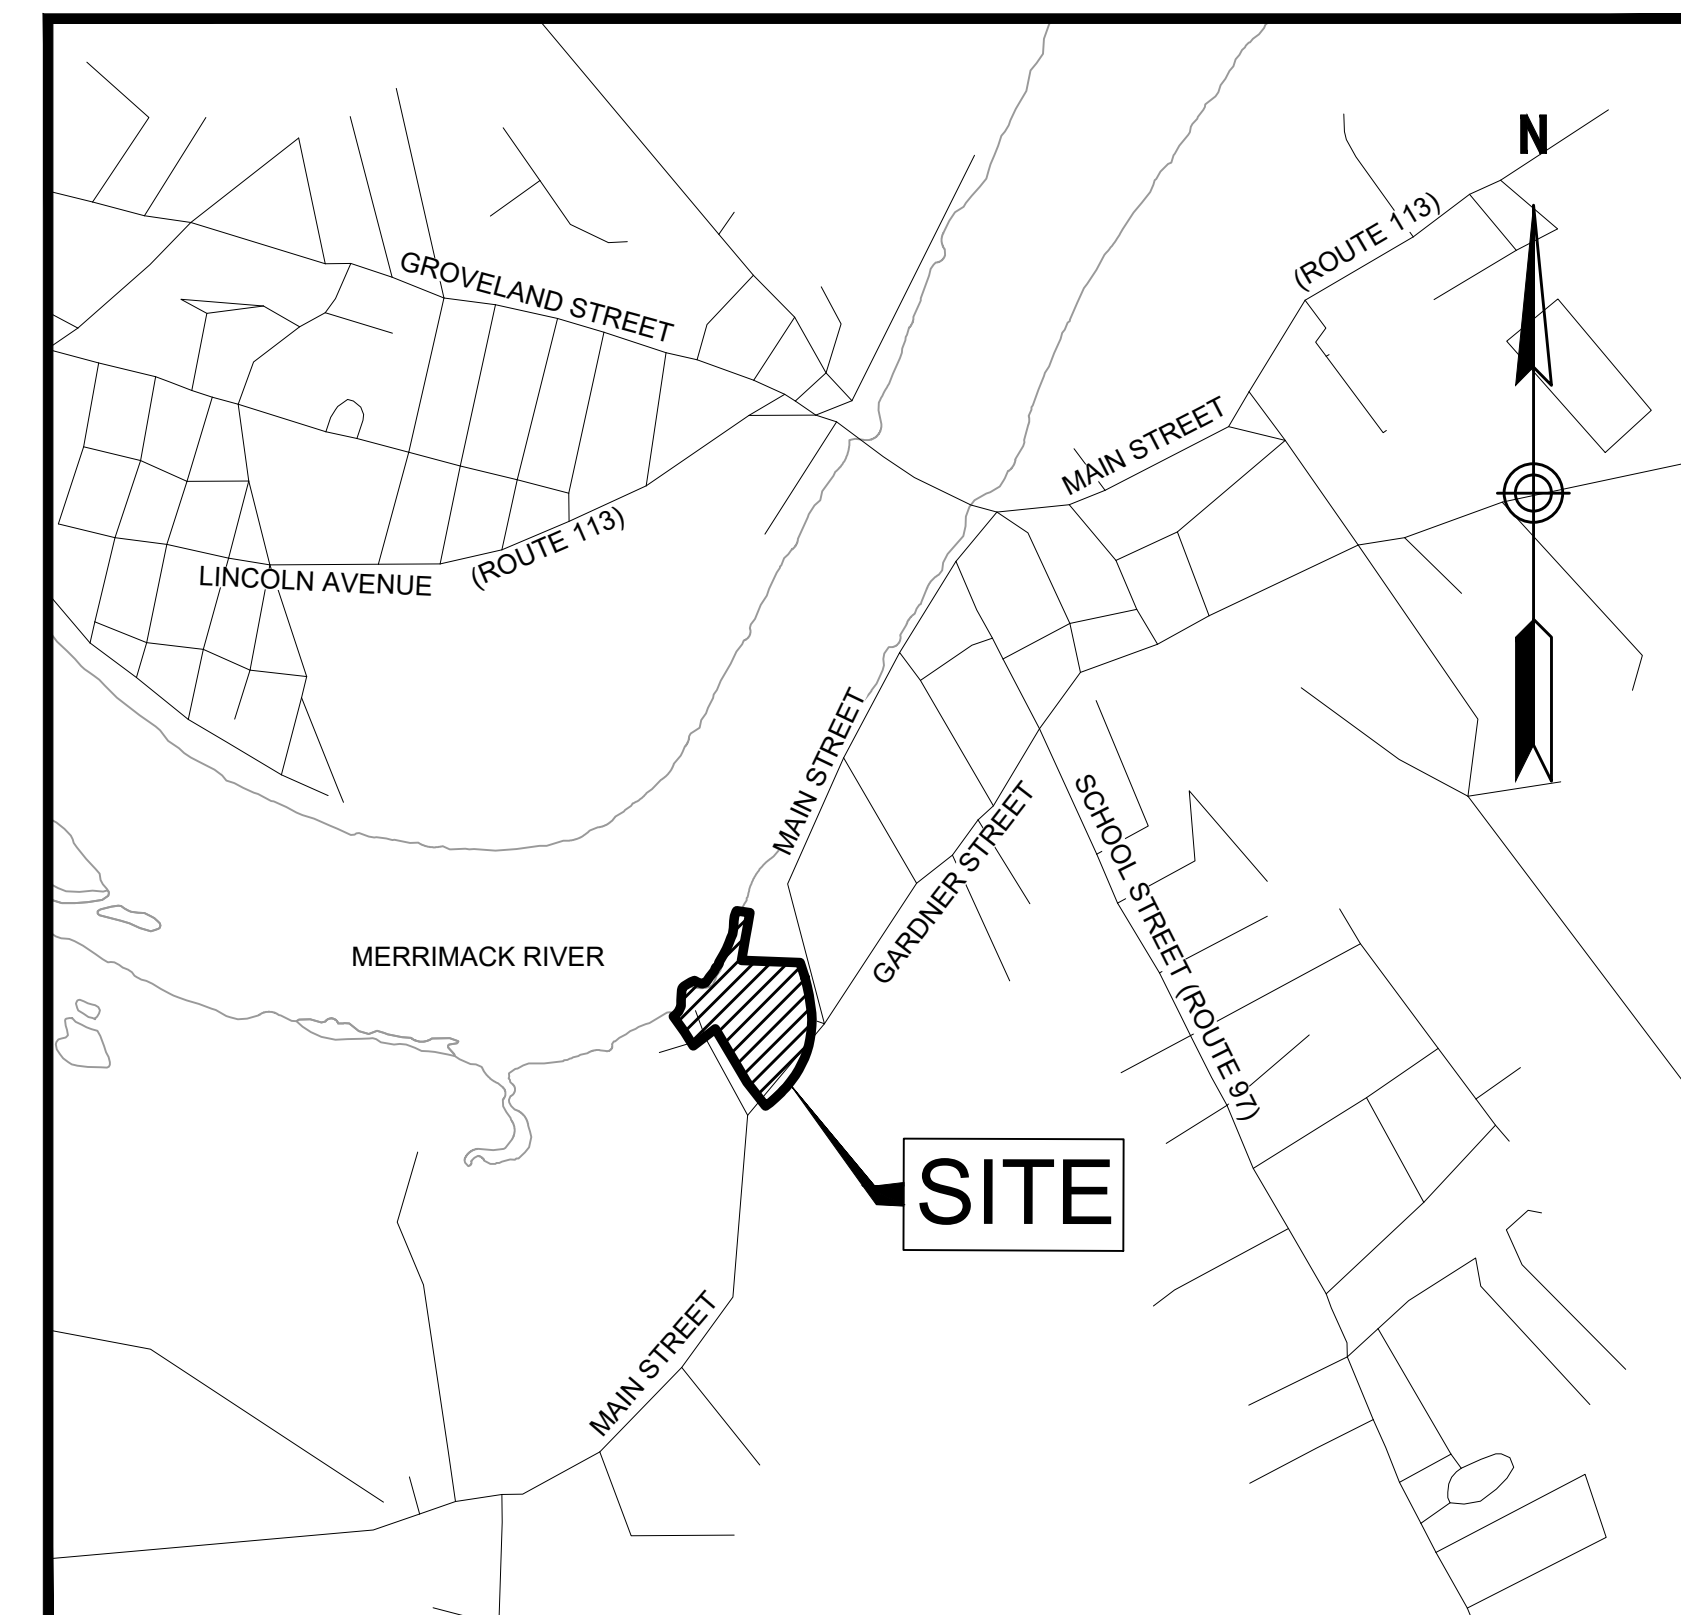 N
(ROUTE 113)
GROVELAND STREET
MAIN STREET
(ROUTE 113)
LINCOLN AVENUE
MAIN STREET
GARDNER STREET
SCHOOL STREET (ROUTE 97)
MERRIMACK RIVER
SITE
MAIN STREET